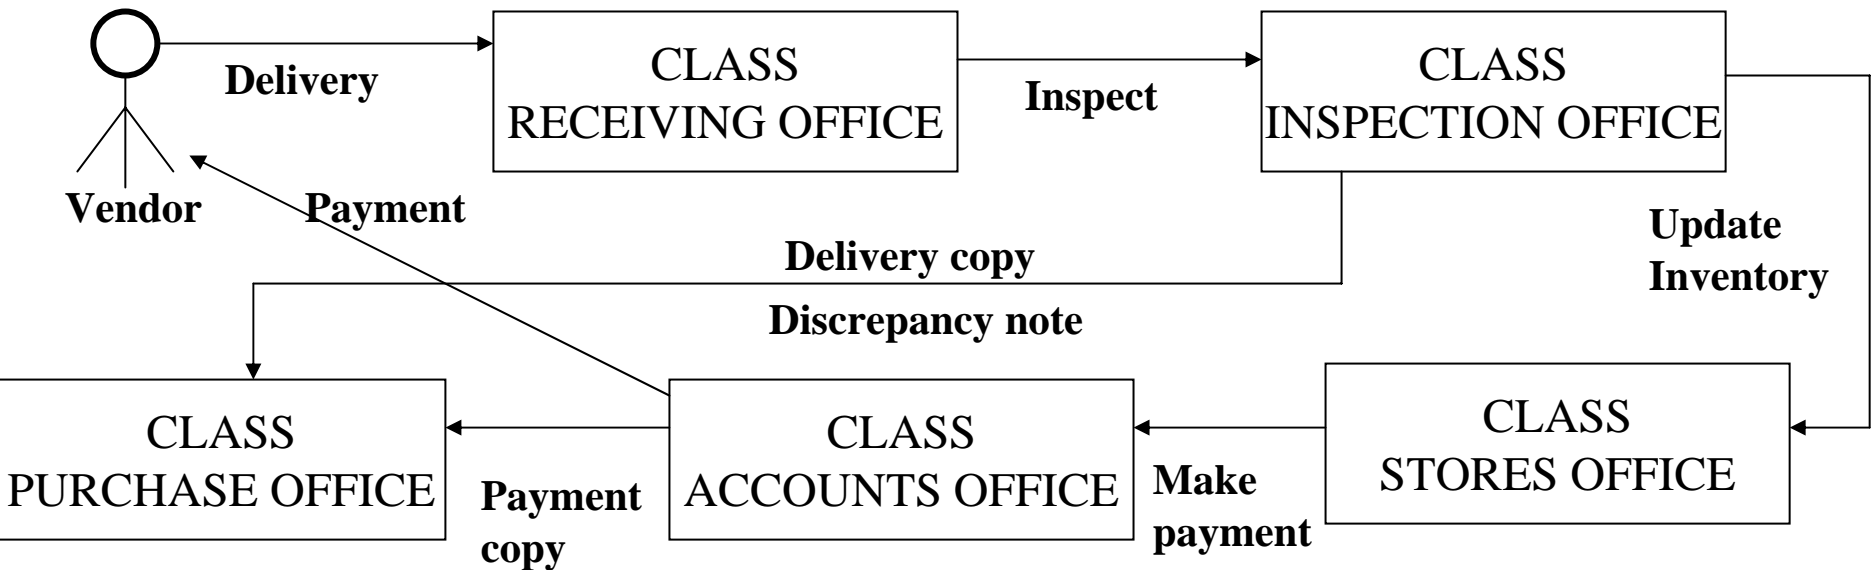 CLASS
RECEIVING OFFICE
CLASS
INSPECTION OFFICE
Delivery
Inspect
Vendor
Payment
Update
Inventory
Delivery copy
Discrepancy note
CLASS
PURCHASE OFFICE
Payment
copy
CLASS
ACCOUNTS OFFICE
Make
payment
CLASS
STORES OFFICE